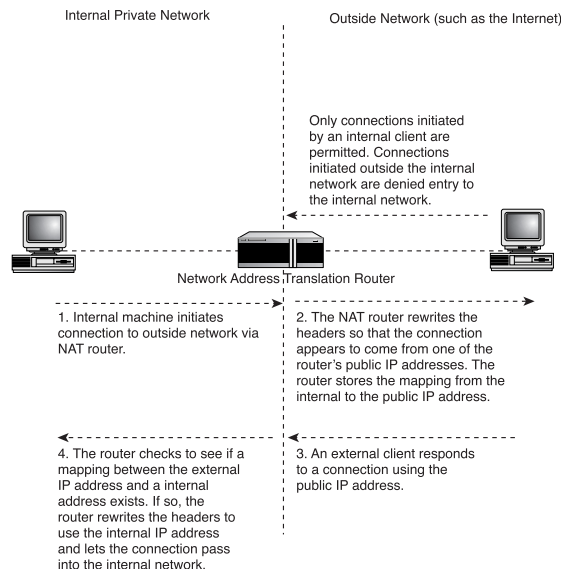 Internal Private Network
Outside Network (such as the Internet)
Only connections initiated
by an internal client are
permitted. Connections
initiated outside the internal
network are denied entry to
the internal network.
Network Address Translation Router
1. Internal machine initiates
connection to outside network via
NAT router.
2. The NAT router rewrites the
headers so that the connection
appears to come from one of the
router's public IP addresses. The
router stores the mapping from the
internal to the public IP address.
4. The router checks to see if a
mapping between the external
IP address and a internal
address exists. If so, the
router rewrites the headers to
use the internal IP address
and lets the connection pass
into the internal network.
3. An external client responds
to a connection using the
public IP address.